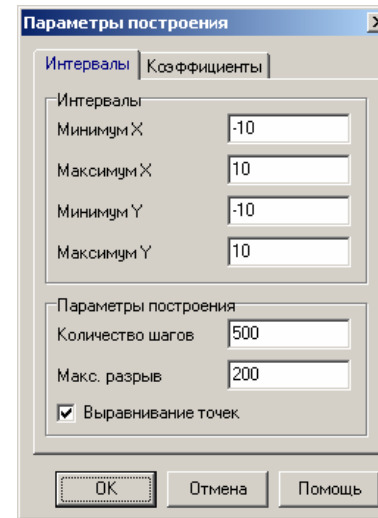 Параметры построения
Интервалы Коэффициенты
Интервалы
Минимум X -10
Максимум X 10
Минимум Y -10
Максимум Y 10
Параметры построения
Количество шагов 500
Макс. разрыв 200
Выравнивание точек
OK Отмена Помощь